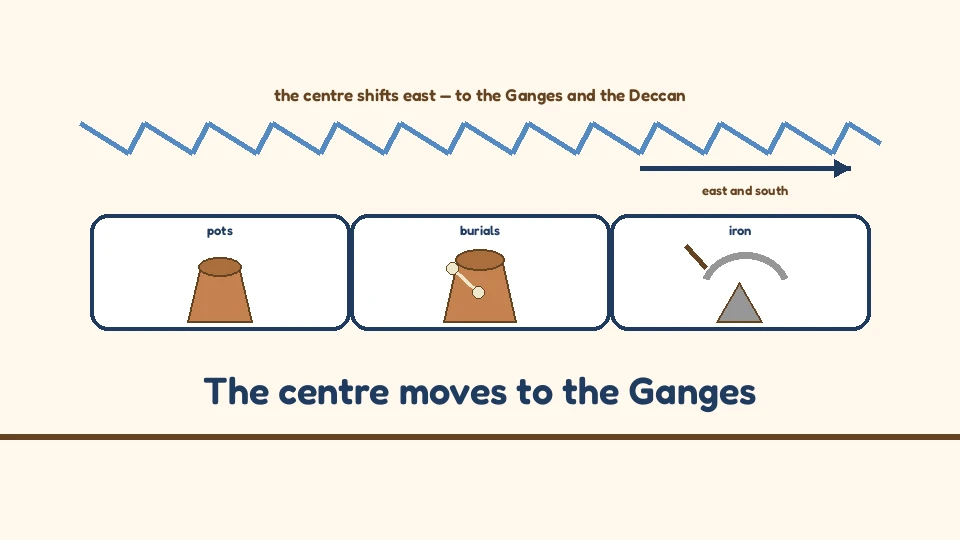 the centre shifts east — to the Ganges and the Deccan
east and south
pots
burials
iron
The centre moves to the Ganges